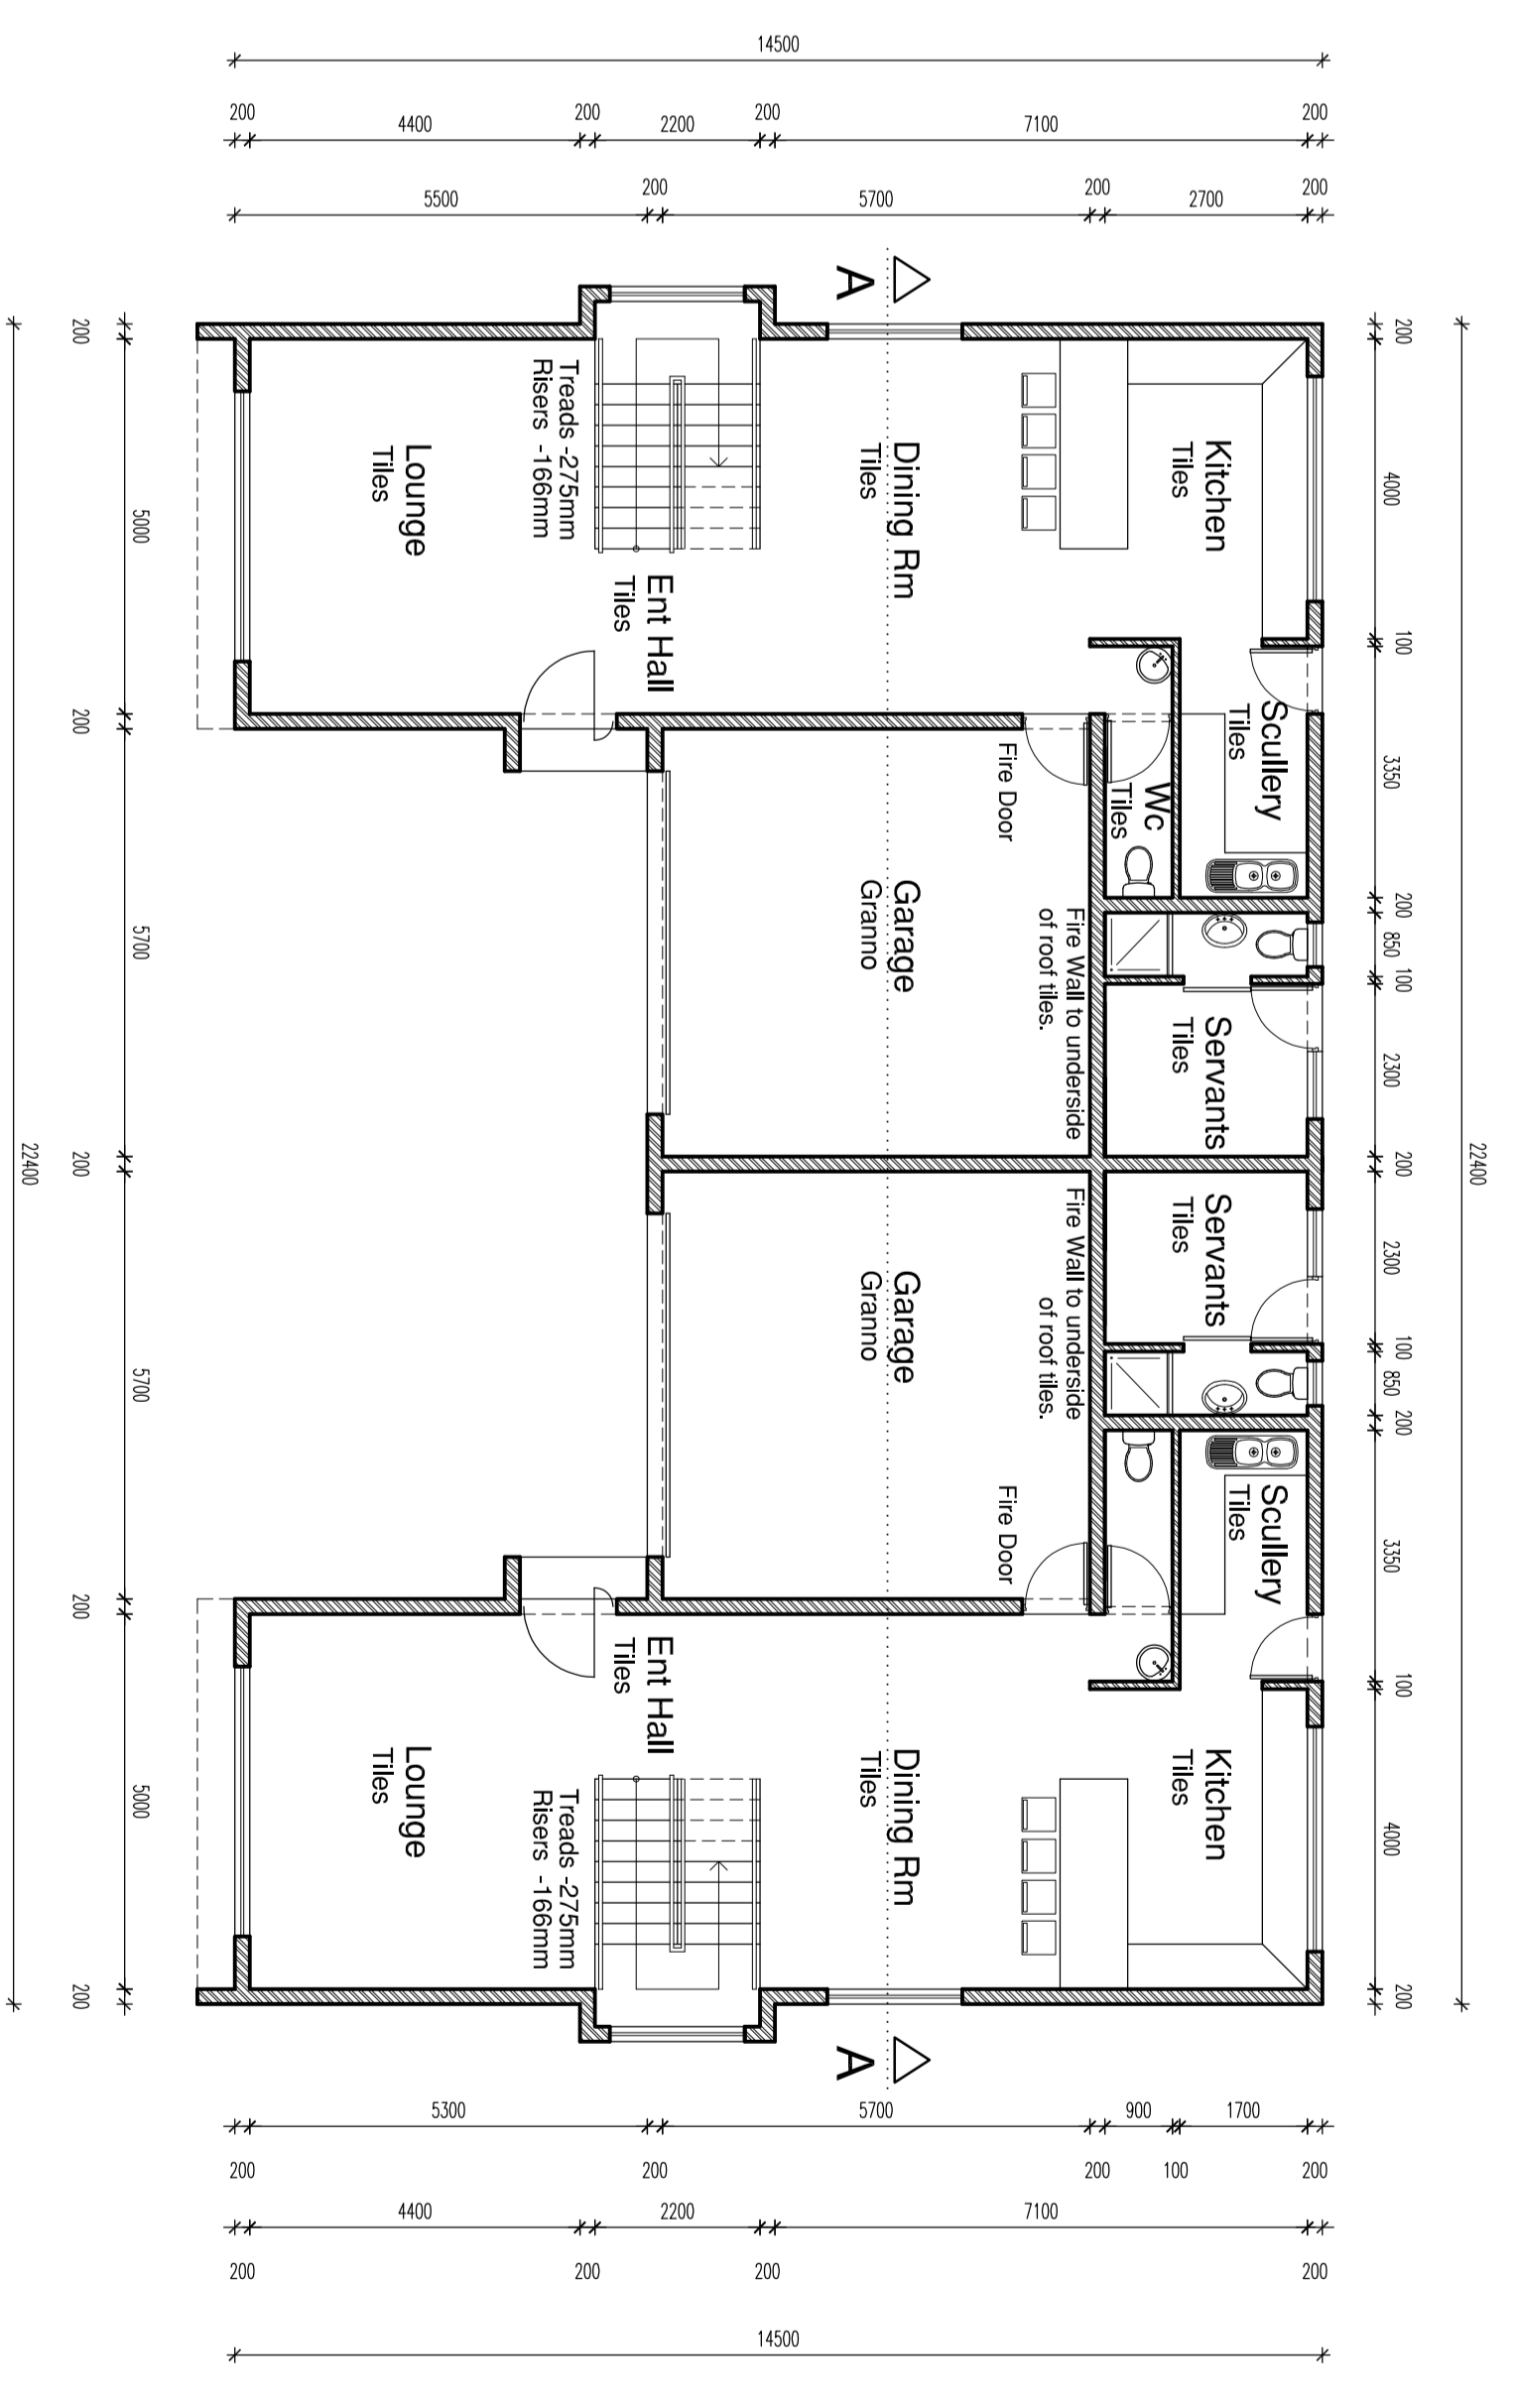 22400
200
4000
100
3350
200
850
100
2300
200
2300
100
850
200
3350
100
4000
200
14500
200
4400
200
2200
200
7100
200
5500
200
5700
200
2700
200
Scullery
Tiles
Scullery
Tiles
Kitchen
Tiles
Servants
Tiles
Servants
Tiles
Kitchen
Tiles
Wc
Tiles
Fire Wall to underside
of roof tiles.
Fire Wall to underside
of roof tiles.
Fire Door
Fire Door
A
Dining Rm
Tiles
Garage
Granno
Garage
Granno
Dining Rm
Tiles
A
Ent Hall
Tiles
Ent Hall
Tiles
Treads -275mm
Risers -166mm
Treads -275mm
Risers -166mm
Lounge
Tiles
Lounge
Tiles
5300
5700
900
1700
200
200
200
100
200
4400
2200
7100
200
200
200
200
14500
5000
5700
5700
5000
200
200
200
200
200
22400